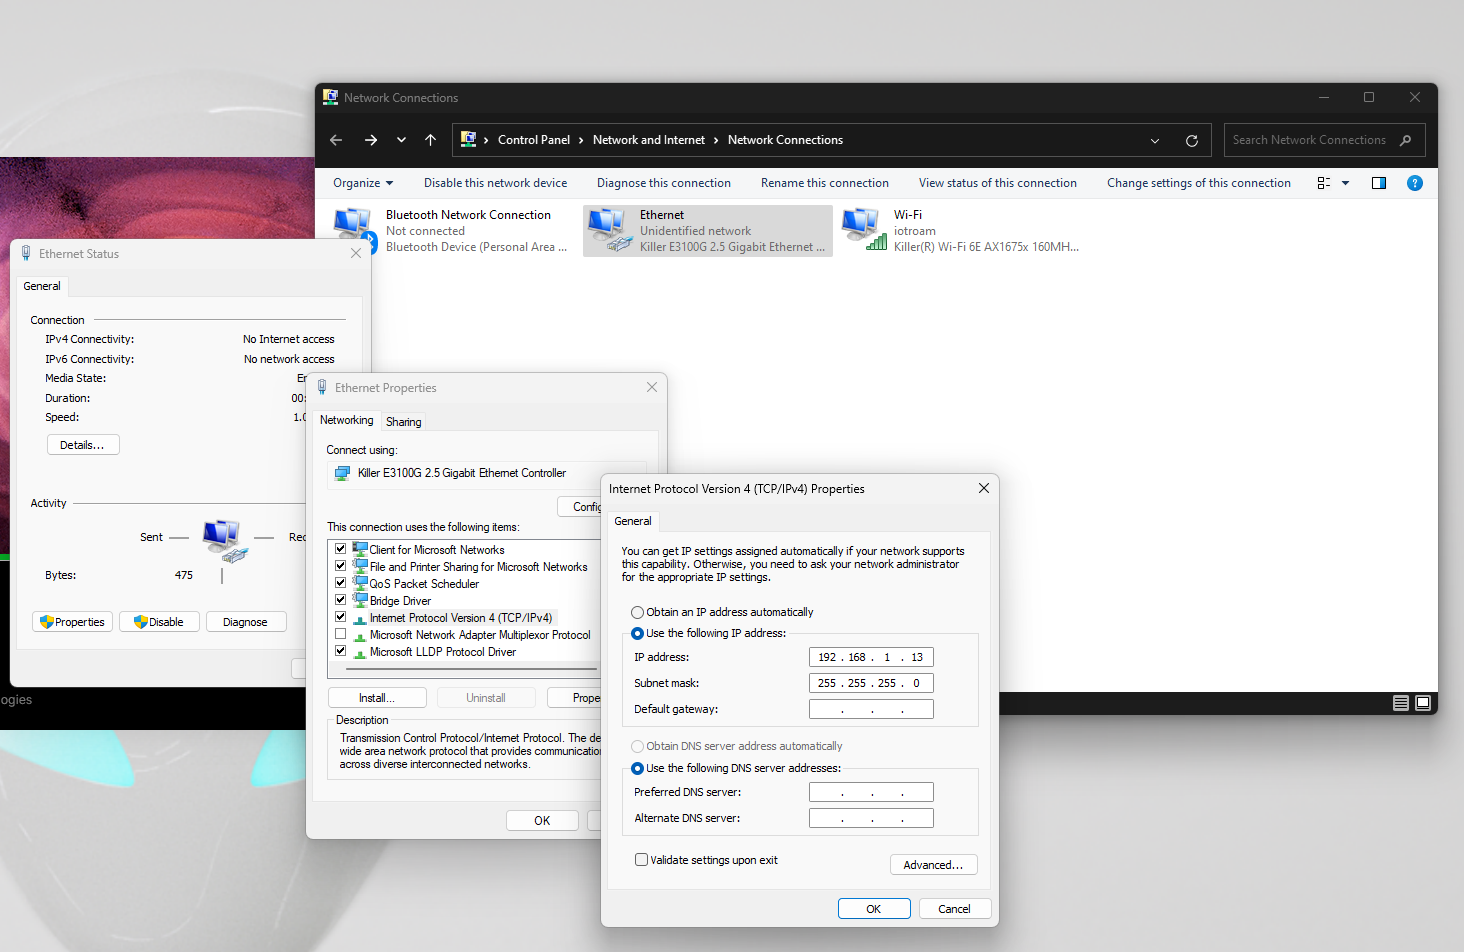 Network Connections
Control Panel > Network and Internet > Network Connections
Search Network Connections
Organize
Disable this network device
Diagnose this connection
Rename this connection
View status of this connection
Change settings of this connection
Bluetooth Network Connection
Not connected
Bluetooth Device (Personal Area ...
Ethernet
Unidentified network
Killer E3100G 2.5 Gigabit Ethernet ...
Wi-Fi
iotroam
Killer(R) Wi-Fi 6E AX1675x 160MH...
Ethernet Status
General
Connection
IPv4 Connectivity: No Internet access
IPv6 Connectivity: No network access
Media State:
Duration: 00:
Speed: 1.0
Details...
Activity
Sent
Bytes: 475
Properties
Disable
Diagnose
ogies
Ethernet Properties
Networking
Sharing
Connect using:
Killer E3100G 2.5 Gigabit Ethernet Controller
Config
This connection uses the following items:
Client for Microsoft Networks
File and Printer Sharing for Microsoft Networks
QoS Packet Scheduler
Bridge Driver
Internet Protocol Version 4 (TCP/IPv4)
Microsoft Network Adapter Multiplexor Protocol
Microsoft LLDP Protocol Driver
Install...
Uninstall
Prope
Description
Transmission Control Protocol/Internet Protocol. The de
wide area network protocol that provides communicatio
across diverse interconnected networks.
OK
Internet Protocol Version 4 (TCP/IPv4) Properties
General
You can get IP settings assigned automatically if your network supports
this capability. Otherwise, you need to ask your network administrator
for the appropriate IP settings.
Obtain an IP address automatically
Use the following IP address:
IP address: 192 . 168 . 1 . 13
Subnet mask: 255 . 255 . 255 . 0
Default gateway: . . .
Obtain DNS server address automatically
Use the following DNS server addresses:
Preferred DNS server: . . .
Alternate DNS server: . . .
Validate settings upon exit
Advanced...
OK
Cancel